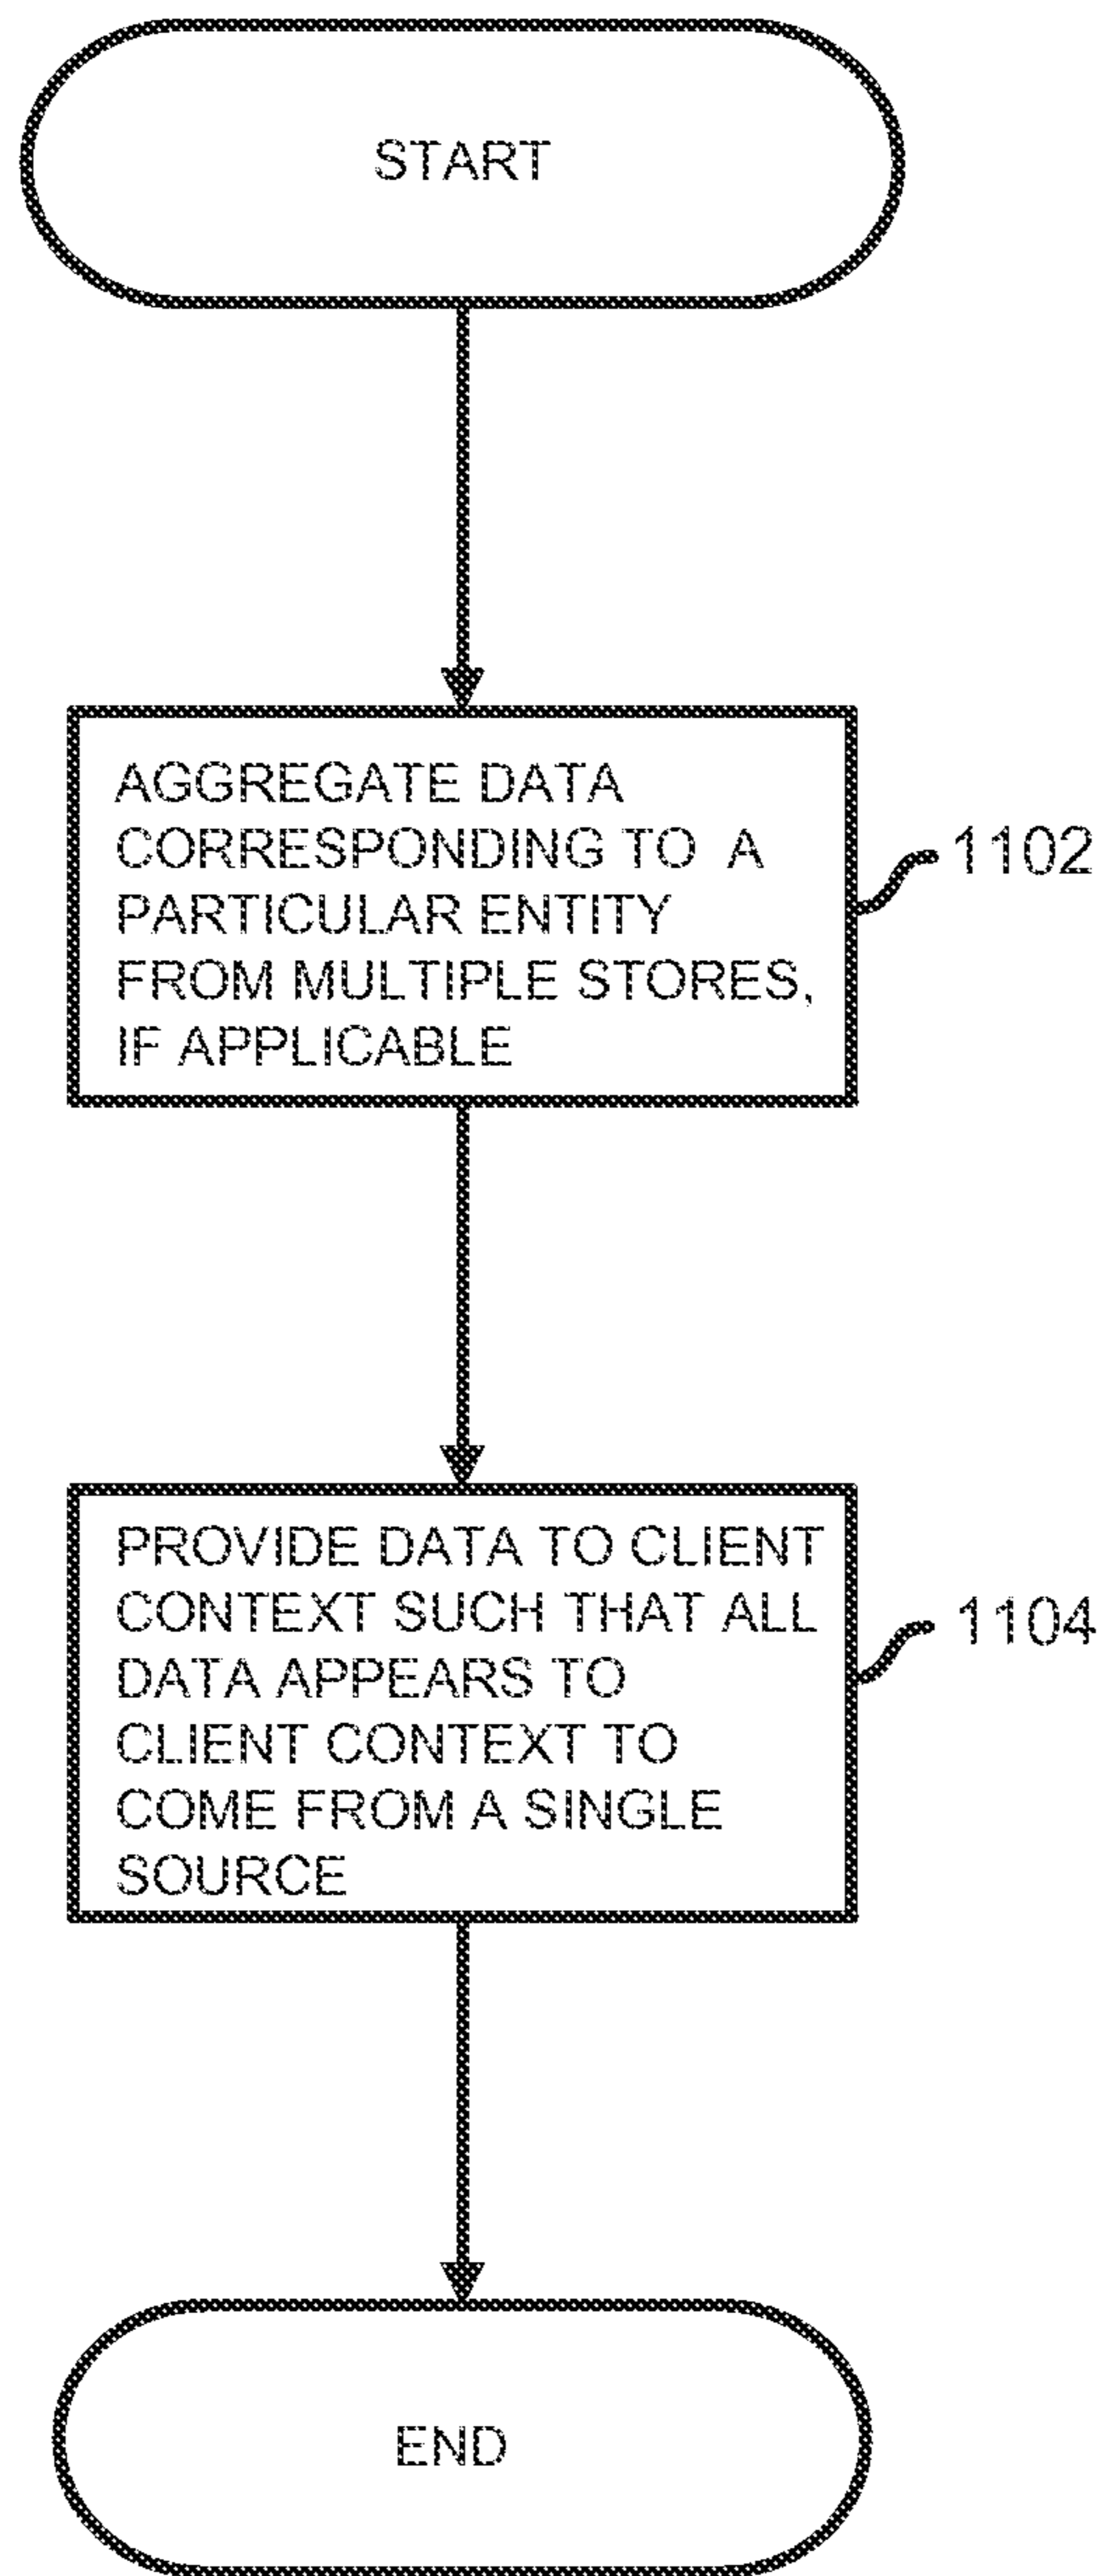 START
AGGREGATE DATA
CORRESPONDING TO A
PARTICULAR ENTITY
FROM MULTIPLE STORES,
IF APPLICABLE
1102
PROVIDE DATA TO CLIENT
CONTEXT SUCH THAT ALL
DATA APPEARS TO
CLIENT CONTEXT TO
COME FROM A SINGLE
SOURCE
1104
END